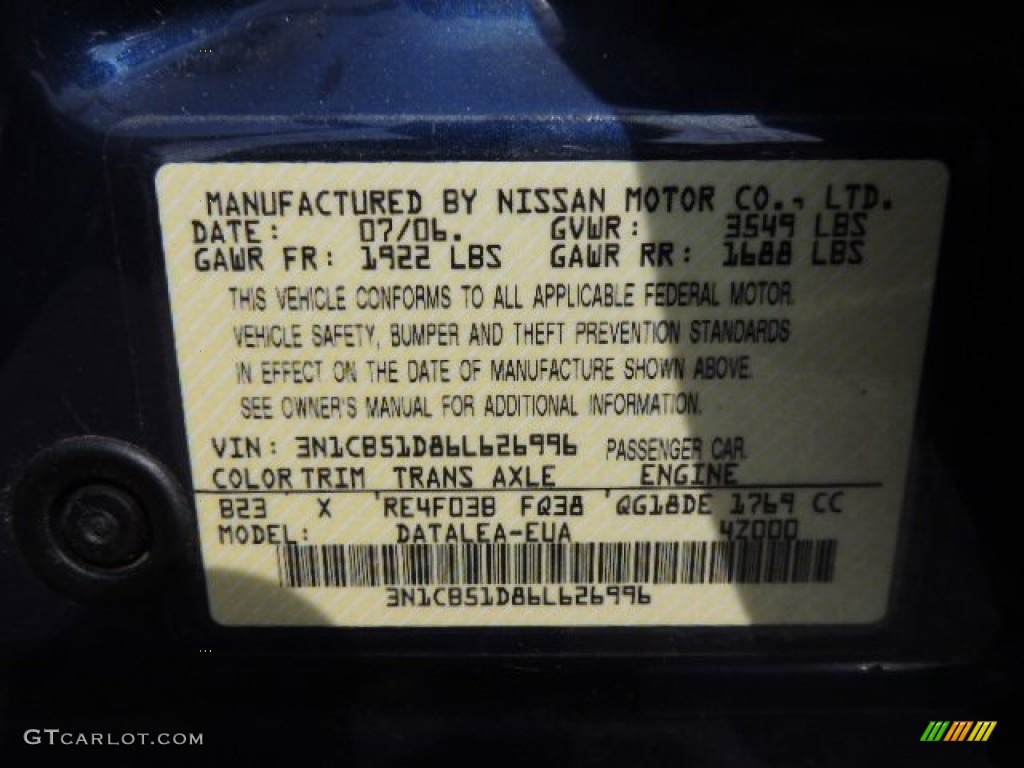 MANUFACTURED BY NISSAN MOTOR CO., LTD.
DATE: 07/06. GVWR: 3549 LBS
GAWR FR: 1922 LBS GAWR RR: 1688 LBS
THIS VEHICLE CONFORMS TO ALL APPLICABLE FEDERAL MOTOR
VEHICLE SAFETY, BUMPER AND THEFT PREVENTION STANDARDS
IN EFFECT ON THE DATE OF MANUFACTURE SHOWN ABOVE.
SEE OWNER'S MANUAL FOR ADDITIONAL INFORMATION.
VIN: 3N1CB51D86L626996 PASSENGER CAR.
COLOR TRIM TRANS AXLE ENGINE
B23 X RE4F03B FQ38 QG18DE 1769 CC
MODEL: DATALEA-EUA 4Z000
3N1CB51D86L626996
GTCARLOT.COM